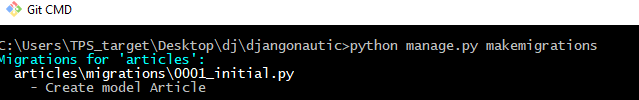 Git CMD
C:\Users\TPS_target\Desktop\dj\djangonautic>python manage.py makemigrations
Migrations for 'articles':
  articles\migrations\0001_initial.py
    - Create model Article